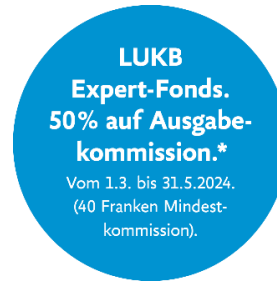 LUKB
Expert-Fonds.
50% auf Ausgabe-
kommission.*
Vom 1.3. bis 31.5.2024.
(40 Franken Mindest-
kommission).